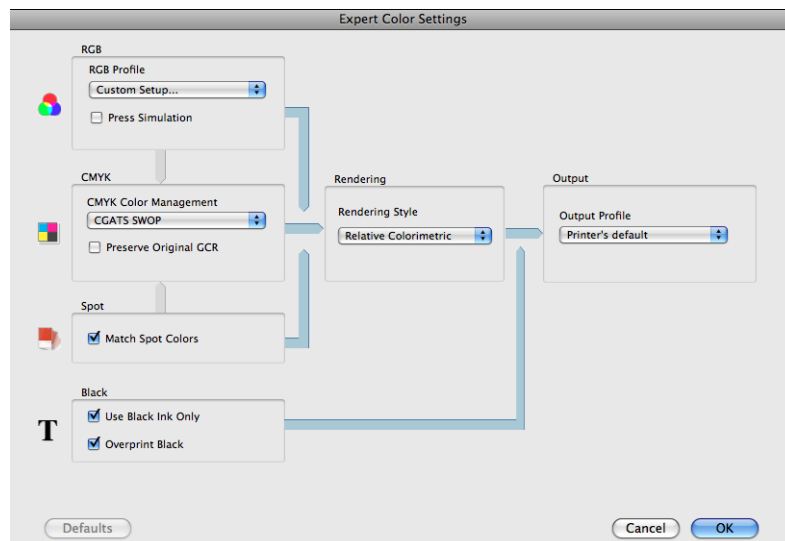 Expert Color Settings
RGB
RGB Profile
Custom Setup...
Press Simulation
CMYK
CMYK Color Management
CGATS SWOP
Preserve Original GCR
Rendering
Rendering Style
Relative Colorimetric
Output
Output Profile
Printer's default
Spot
Match Spot Colors
Black
T
Use Black Ink Only
Overprint Black
Defaults
Cancel
OK